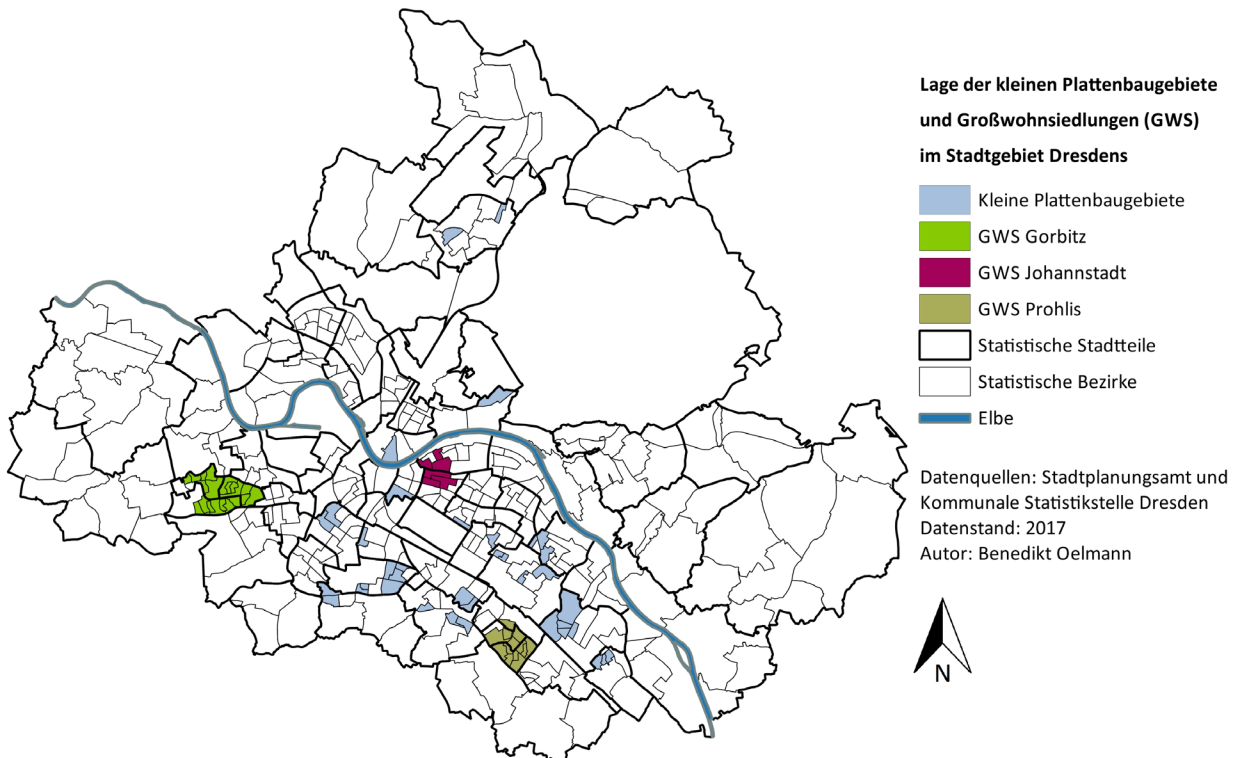 Lage der kleinen Plattenbaugebiete
und Großwohnsiedlungen (GWS)
im Stadtgebiet Dresdens
Kleine Plattenbaugebiete
GWS Gorbitz
GWS Johannstadt
GWS Prohlis
Statistische Stadtteile
Statistische Bezirke
Elbe
Datenquellen: Stadtplanungsamt und
Kommunale Statistikstelle Dresden
Datenstand: 2017
Autor: Benedikt Oelmann
N